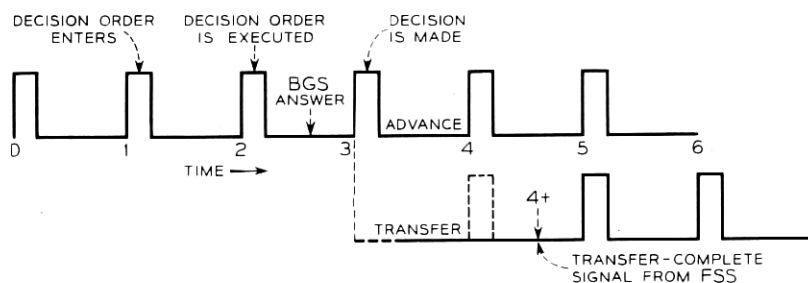 DECISION ORDER
ENTERS
DECISION ORDER
IS EXECUTED
DECISION
IS MADE
BGS
ANSWER
ADVANCE
0
1
2
3
4
5
6
TIME
TRANSFER
4+
TRANSFER-COMPLETE
SIGNAL FROM FSS